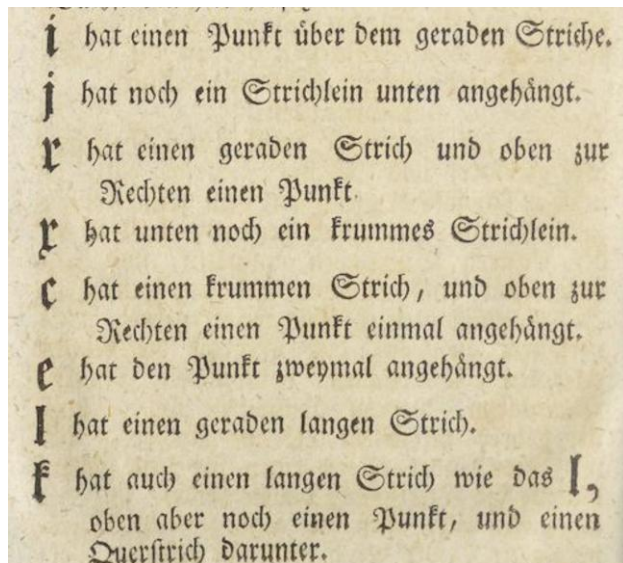 i hat einen Punkt über dem geraden Striche.
j hat noch ein Strichlein unten angehängt.
r hat einen geraden Strich und oben zur
Rechten einen Punkt.
x hat unten noch ein krummes Strichlein.
c hat einen krummen Strich, und oben zur
Rechten einen Punkt einmal angehängt.
e hat den Punkt zweymal angehängt.
l hat einen geraden langen Strich.
k hat auch einen langen Strich wie das l,
oben aber noch einen Punkt, und einen
Querstrich darunter.